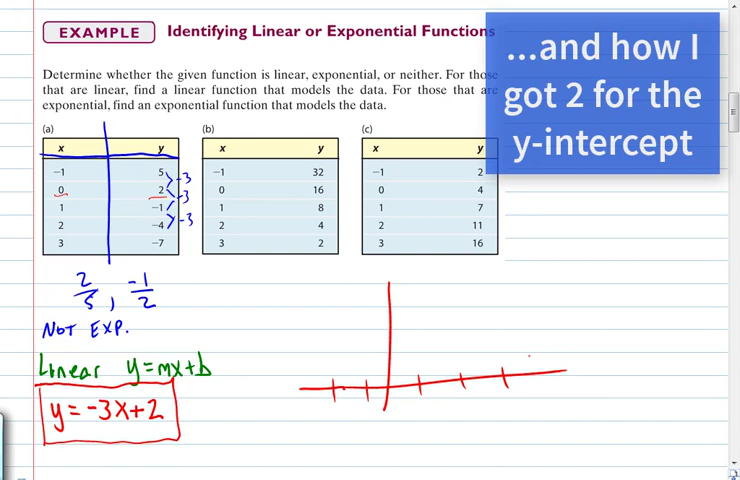 EXAMPLE Identifying Linear or Exponential Functions
...and how I
got 2 for the
y-intercept
Determine whether the given function is linear, exponential, or neither. For those
that are linear, find a linear function that models the data. For those that are
exponential, find an exponential function that models the data.
(a) (b) (c)
x y x y x y
−1 5 −1 32 −1 2
0 2 0 16 0 4
1 −1 1 8 1 7
2 −4 2 4 2 11
3 −7 3 2 3 16
-3
-3
-3
2/5 , -1/2
NOT EXP.
Linear y=mx+b
y = -3x+2